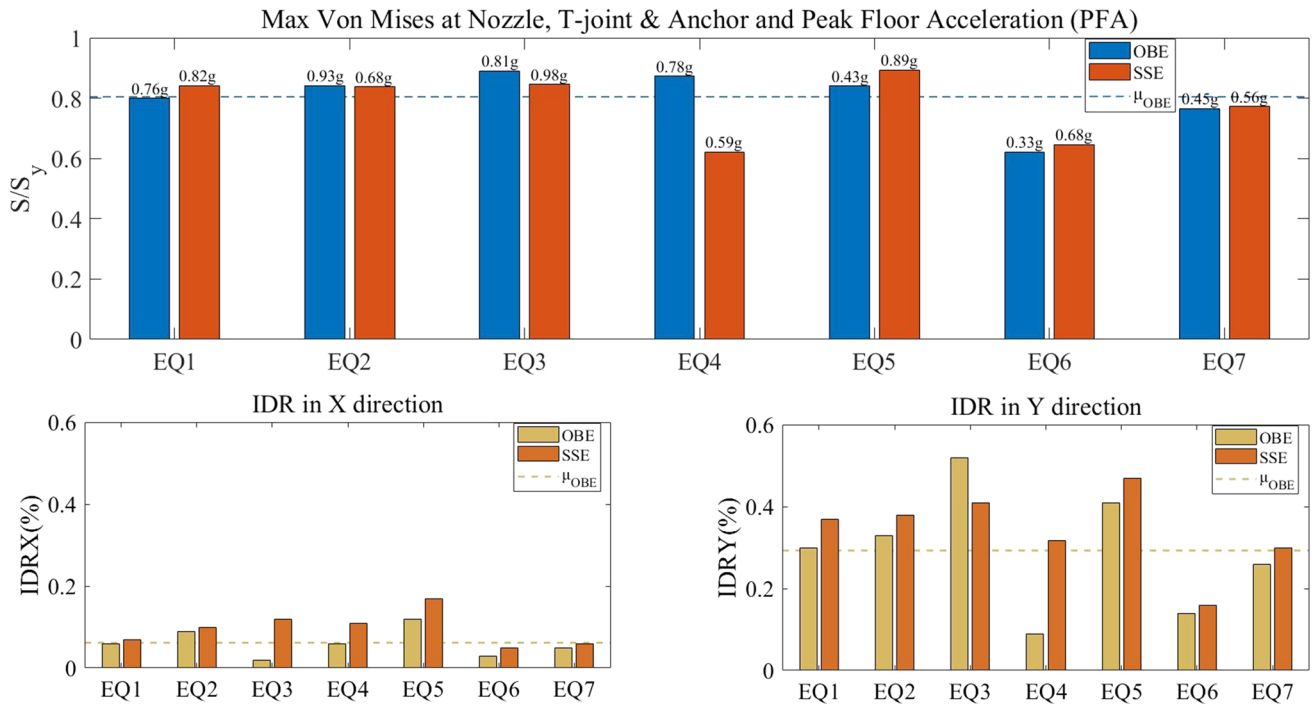 Max Von Mises at Nozzle, T-joint & Anchor and Peak Floor Acceleration (PFA)
S/Sy
1
0.8
0.6
0.4
0.2
0
0.76g 0.82g 0.93g 0.68g 0.81g 0.98g 0.78g 0.59g 0.43g 0.89g 0.33g 0.68g 0.45g 0.56g
OBE
SSE
μOBE
EQ1 EQ2 EQ3 EQ4 EQ5 EQ6 EQ7
IDR in X direction
IDRX(%)
0.6
0.4
0.2
0
OBE
SSE
μOBE
EQ1 EQ2 EQ3 EQ4 EQ5 EQ6 EQ7
IDR in Y direction
IDRY(%)
0.6
0.4
0.2
0
OBE
SSE
μOBE
EQ1 EQ2 EQ3 EQ4 EQ5 EQ6 EQ7